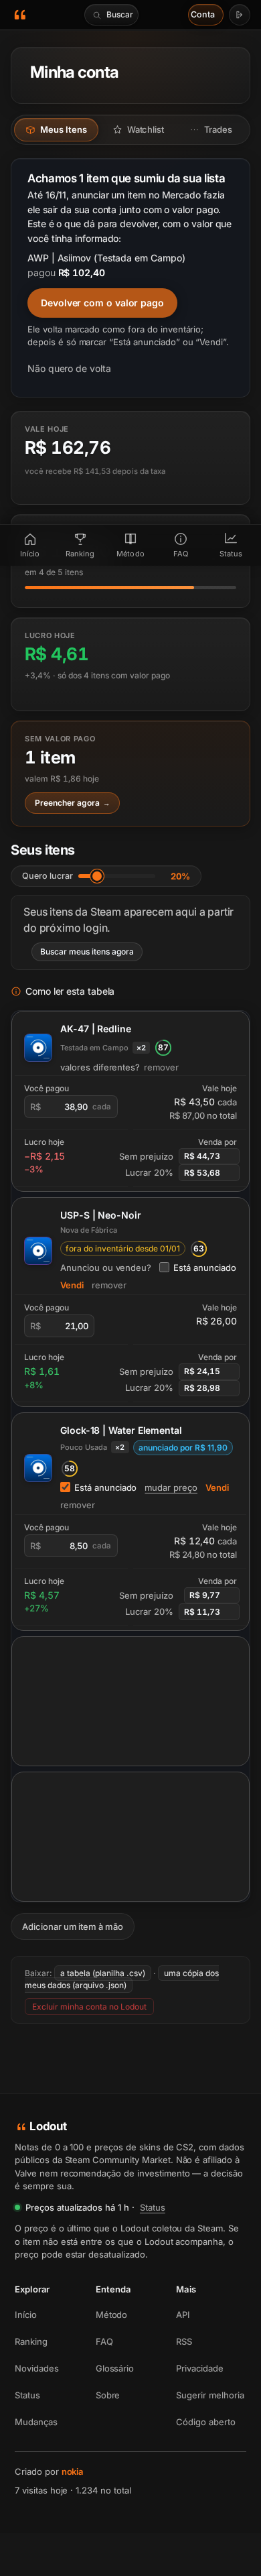 Buscar
Conta
Minha conta
Meus Itens
Watchlist
Trades
Achamos 1 item que sumiu da sua lista
Até 16/11, anunciar um item no Mercado fazia
ele sair da sua conta junto com o valor pago.
Este é o que dá para devolver, com o valor que
você tinha informado:
AWP | Asiimov (Testada em Campo)
pagou R$ 102,40
Devolver com o valor pago
Ele volta marcado como fora do inventário;
depois é só marcar “Está anunciado” ou “Vendi”.
Não quero de volta
VALE HOJE
R$ 162,76
você recebe R$ 141,53 depois da taxa
Início
Ranking
Método
FAQ
Status
em 4 de 5 itens
LUCRO HOJE
R$ 4,61
+3,4% · só dos 4 itens com valor pago
SEM VALOR PAGO
1 item
valem R$ 1,86 hoje
Preencher agora →
Seus itens
Quero lucrar
20%
Seus itens da Steam aparecem aqui a partir
do próximo login.
Buscar meus itens agora
Como ler esta tabela
AK-47 | Redline
Testada em Campo ×2 87
valores diferentes? remover
Você pagou
Vale hoje
R$ 38,90 cada
R$ 43,50 cada
R$ 87,00 no total
Lucro hoje
Venda por
−R$ 2,15
Sem prejuízo R$ 44,73
−3%
Lucrar 20% R$ 53,68
USP-S | Neo-Noir
Nova de Fábrica
fora do inventário desde 01/01 63
Anunciou ou vendeu? Está anunciado
Vendi remover
Você pagou
Vale hoje
R$ 21,00
R$ 26,00
Lucro hoje
Venda por
R$ 1,61
Sem prejuízo R$ 24,15
+8%
Lucrar 20% R$ 28,98
Glock-18 | Water Elemental
Pouco Usada ×2 anunciado por R$ 11,90
58
Está anunciado mudar preço Vendi
remover
Você pagou
Vale hoje
R$ 8,50 cada
R$ 12,40 cada
R$ 24,80 no total
Lucro hoje
Venda por
R$ 4,57
Sem prejuízo R$ 9,77
+27%
Lucrar 20% R$ 11,73
Adicionar um item à mão
Baixar: a tabela (planilha .csv) · uma cópia dos
meus dados (arquivo .json)
Excluir minha conta no Lodout
Lodout
Notas de 0 a 100 e preços de skins de CS2, com dados
públicos da Steam Community Market. Não é afiliado à
Valve nem recomendação de investimento — a decisão
é sempre sua.
Preços atualizados há 1 h · Status
O preço é o último que o Lodout coletou da Steam. Se
o item não está entre os que o Lodout acompanha, o
preço pode estar desatualizado.
Explorar
Entenda
Mais
Início
Método
API
Ranking
FAQ
RSS
Novidades
Glossário
Privacidade
Status
Sobre
Sugerir melhoria
Mudanças
Código aberto
Criado por nokia
7 visitas hoje · 1.234 no total